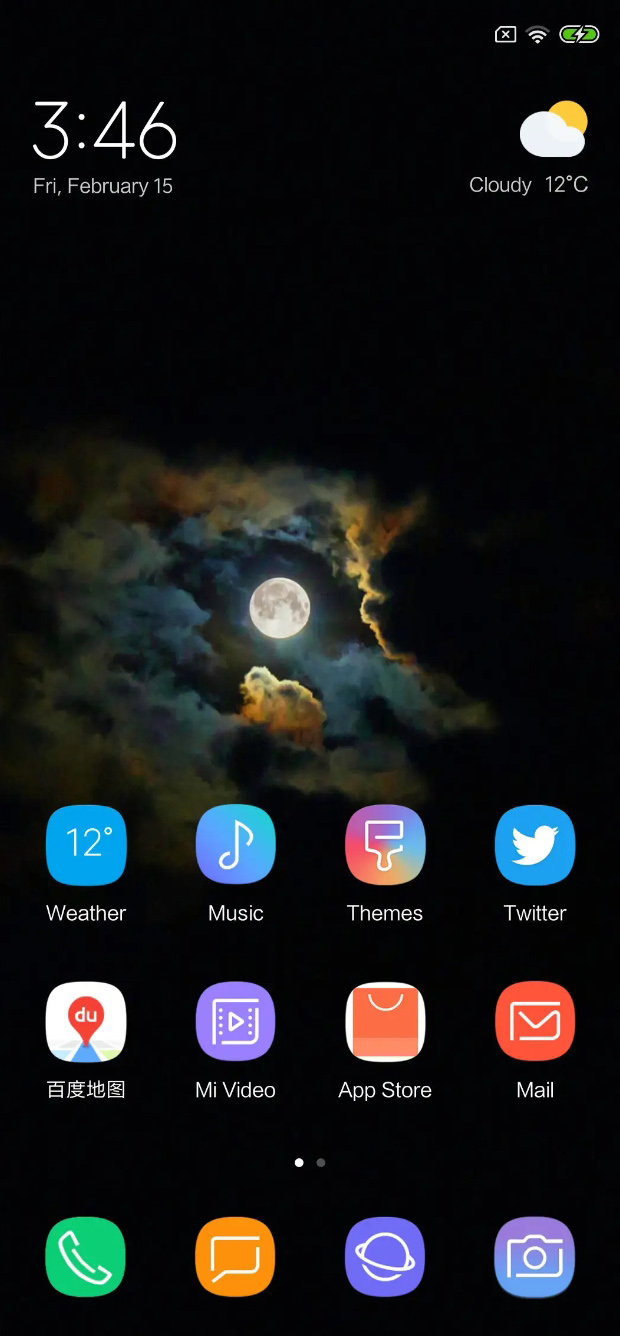 3:46
Fri, February 15
Cloudy 12°C
12°
Weather
Music
Themes
Twitter
du
百度地图
Mi Video
App Store
Mail